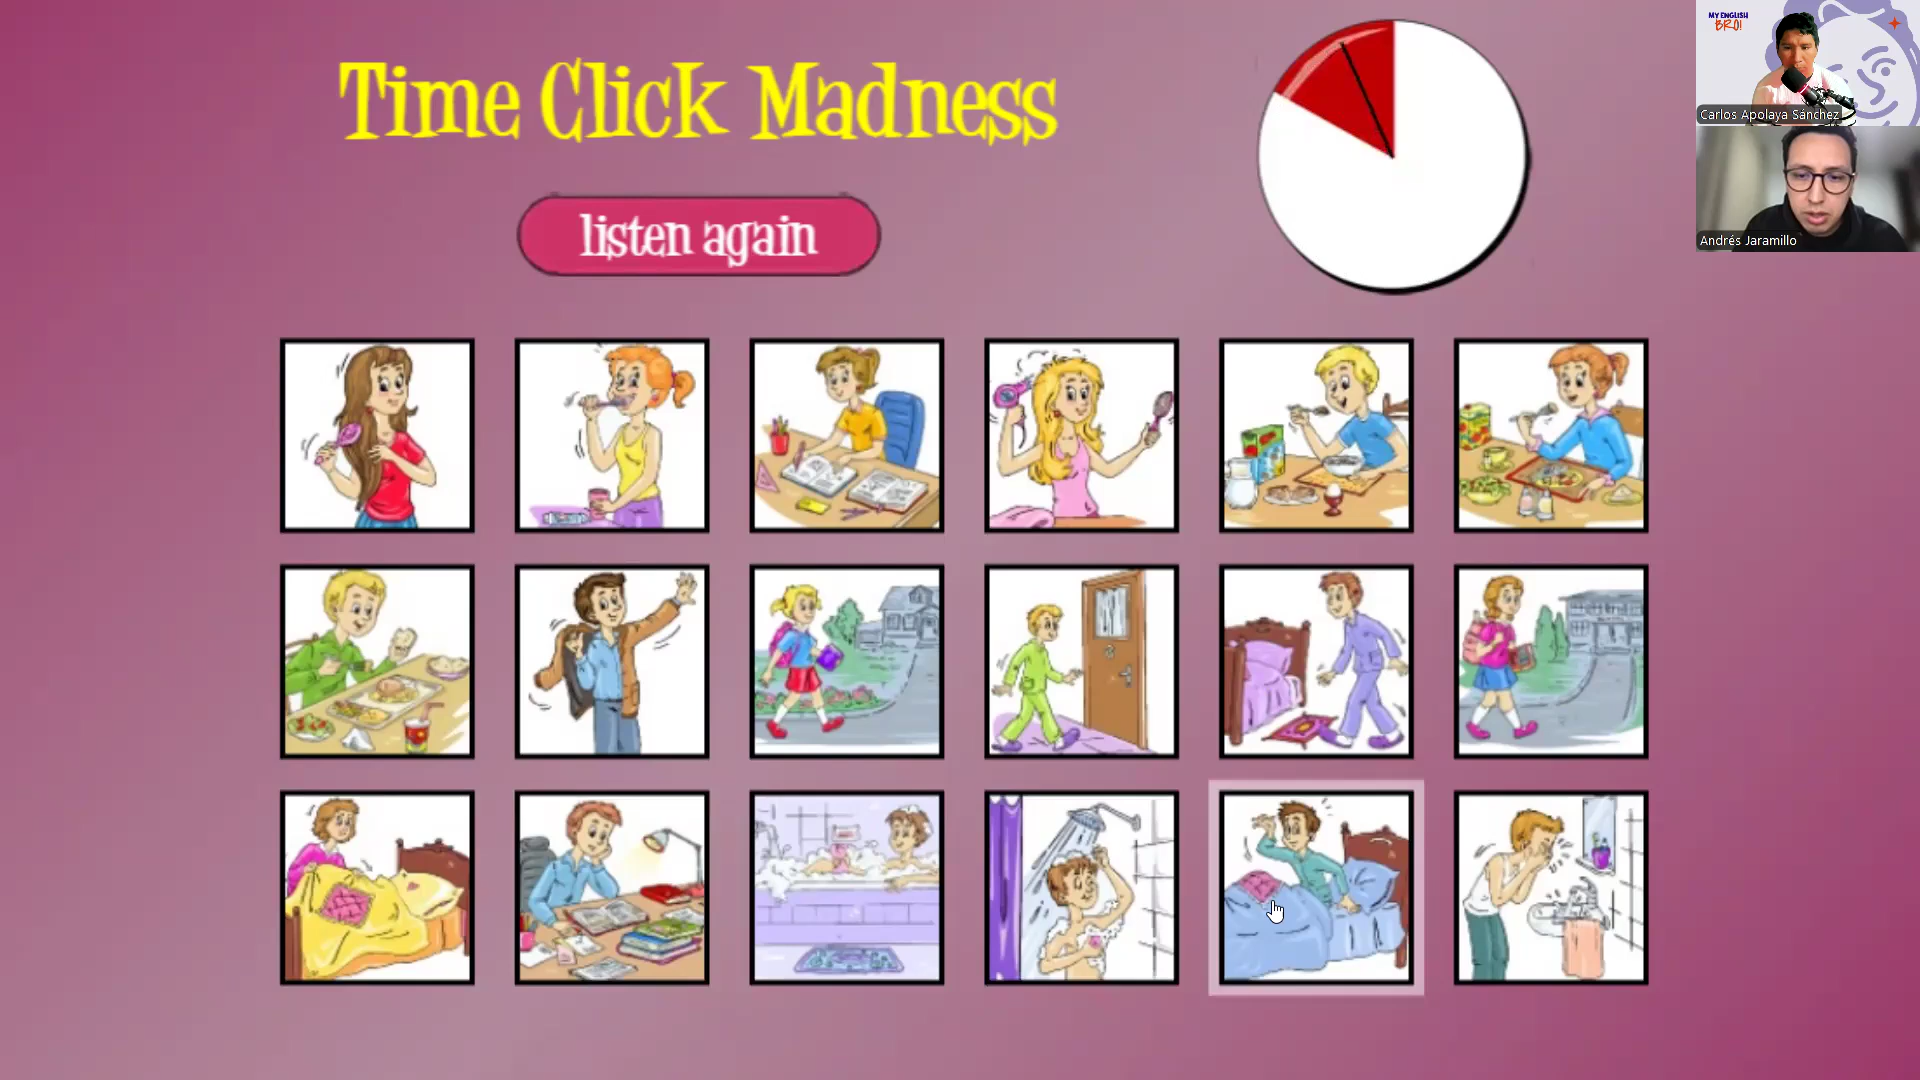 Time Click Madness
listen again
MY ENGLISH
BRO!
Carlos Apolaya Sánchez
Andrés Jaramillo